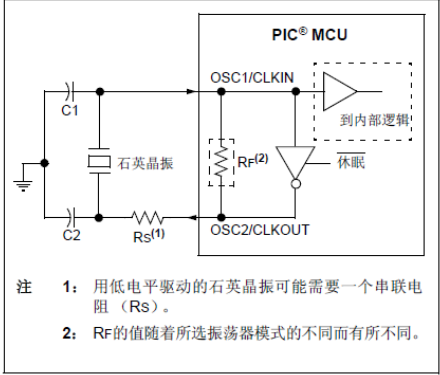 PIC® MCU
OSC1/CLKIN
C1
到内部逻辑
石英晶振
RF(2)
休眠
C2
RS(1)
OSC2/CLKOUT
注 1: 用低电平驱动的石英晶振可能需要一个串联电
阻 （RS）。
2: RF的值随着所选振荡器模式的不同而有所不同。